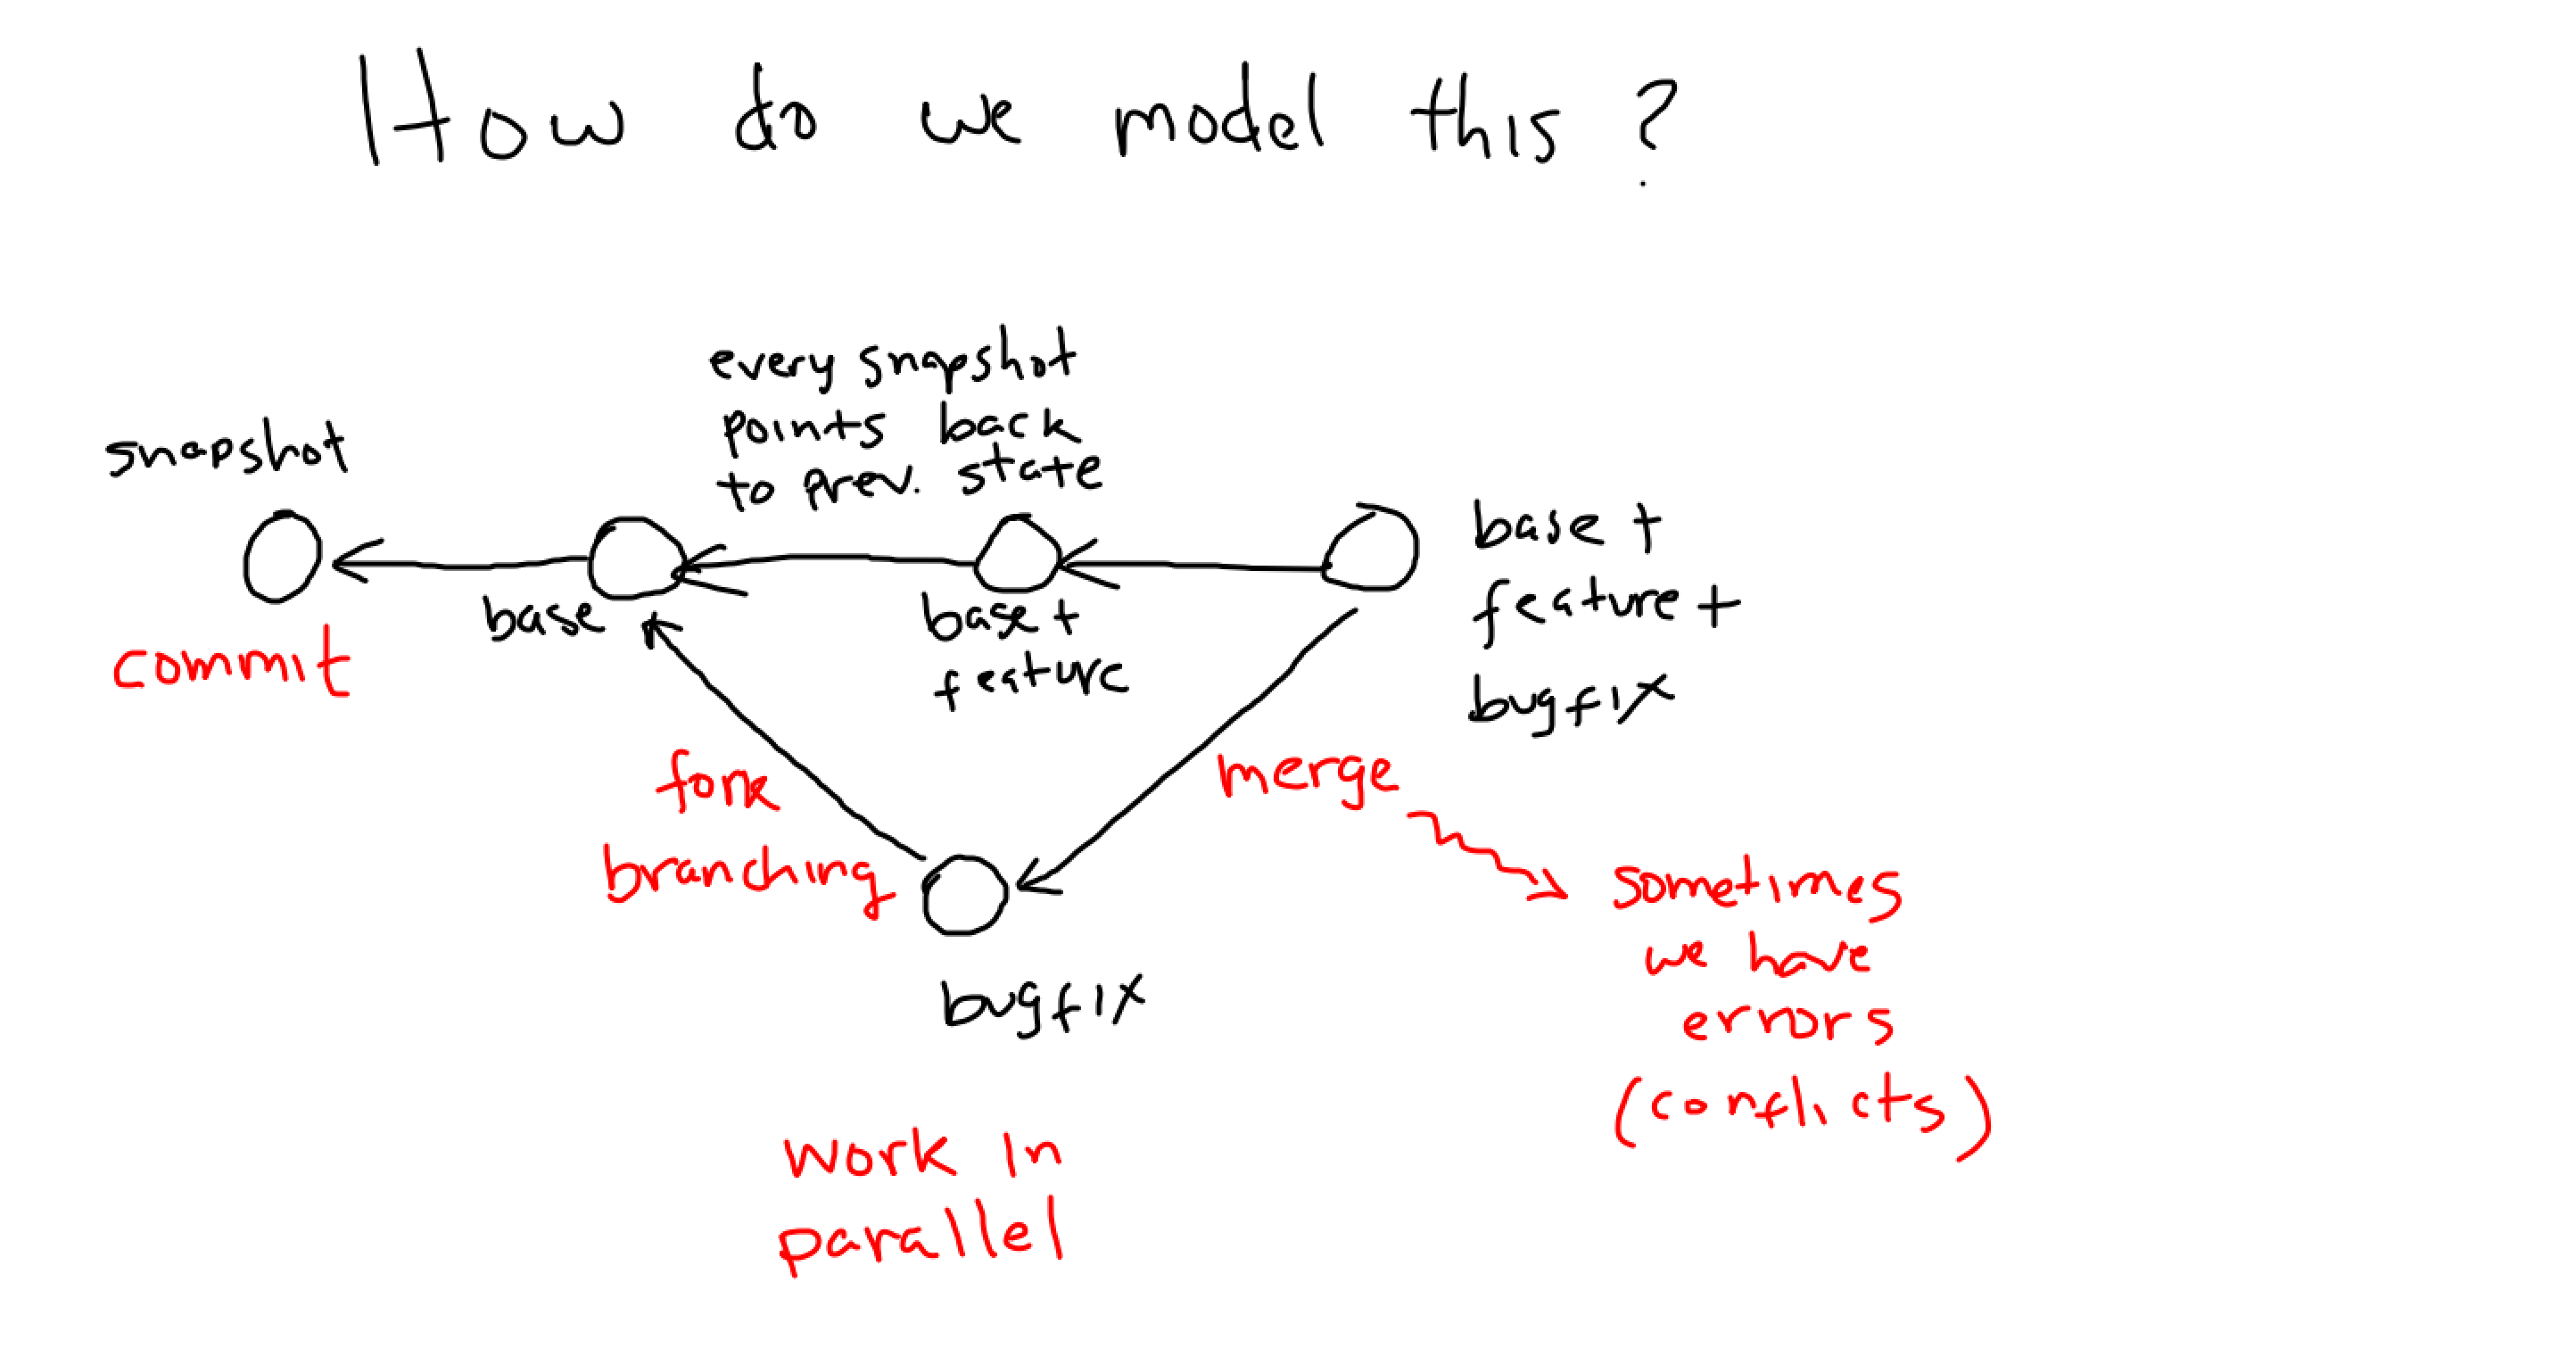 How do we model this?
every snapshot
points back
to prev. state
snapshot
commit
base
base +
feature
base +
feature +
bugfix
fork
branching
merge
bugfix
sometimes
we have
errors
(conflicts)
work in
parallel